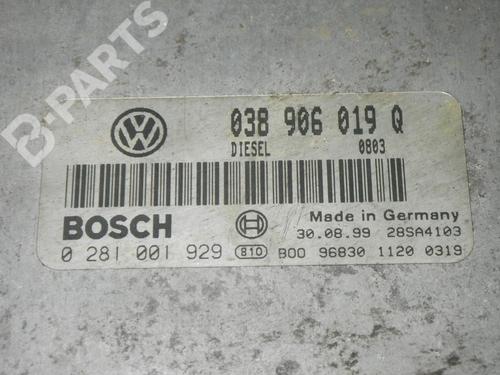 B-PARTS
038 906 019 Q
DIESEL 0803
BOSCH
Made in Germany
30.08.99 28SA4103
0 281 001 929 810 B00 96830 1120 0319